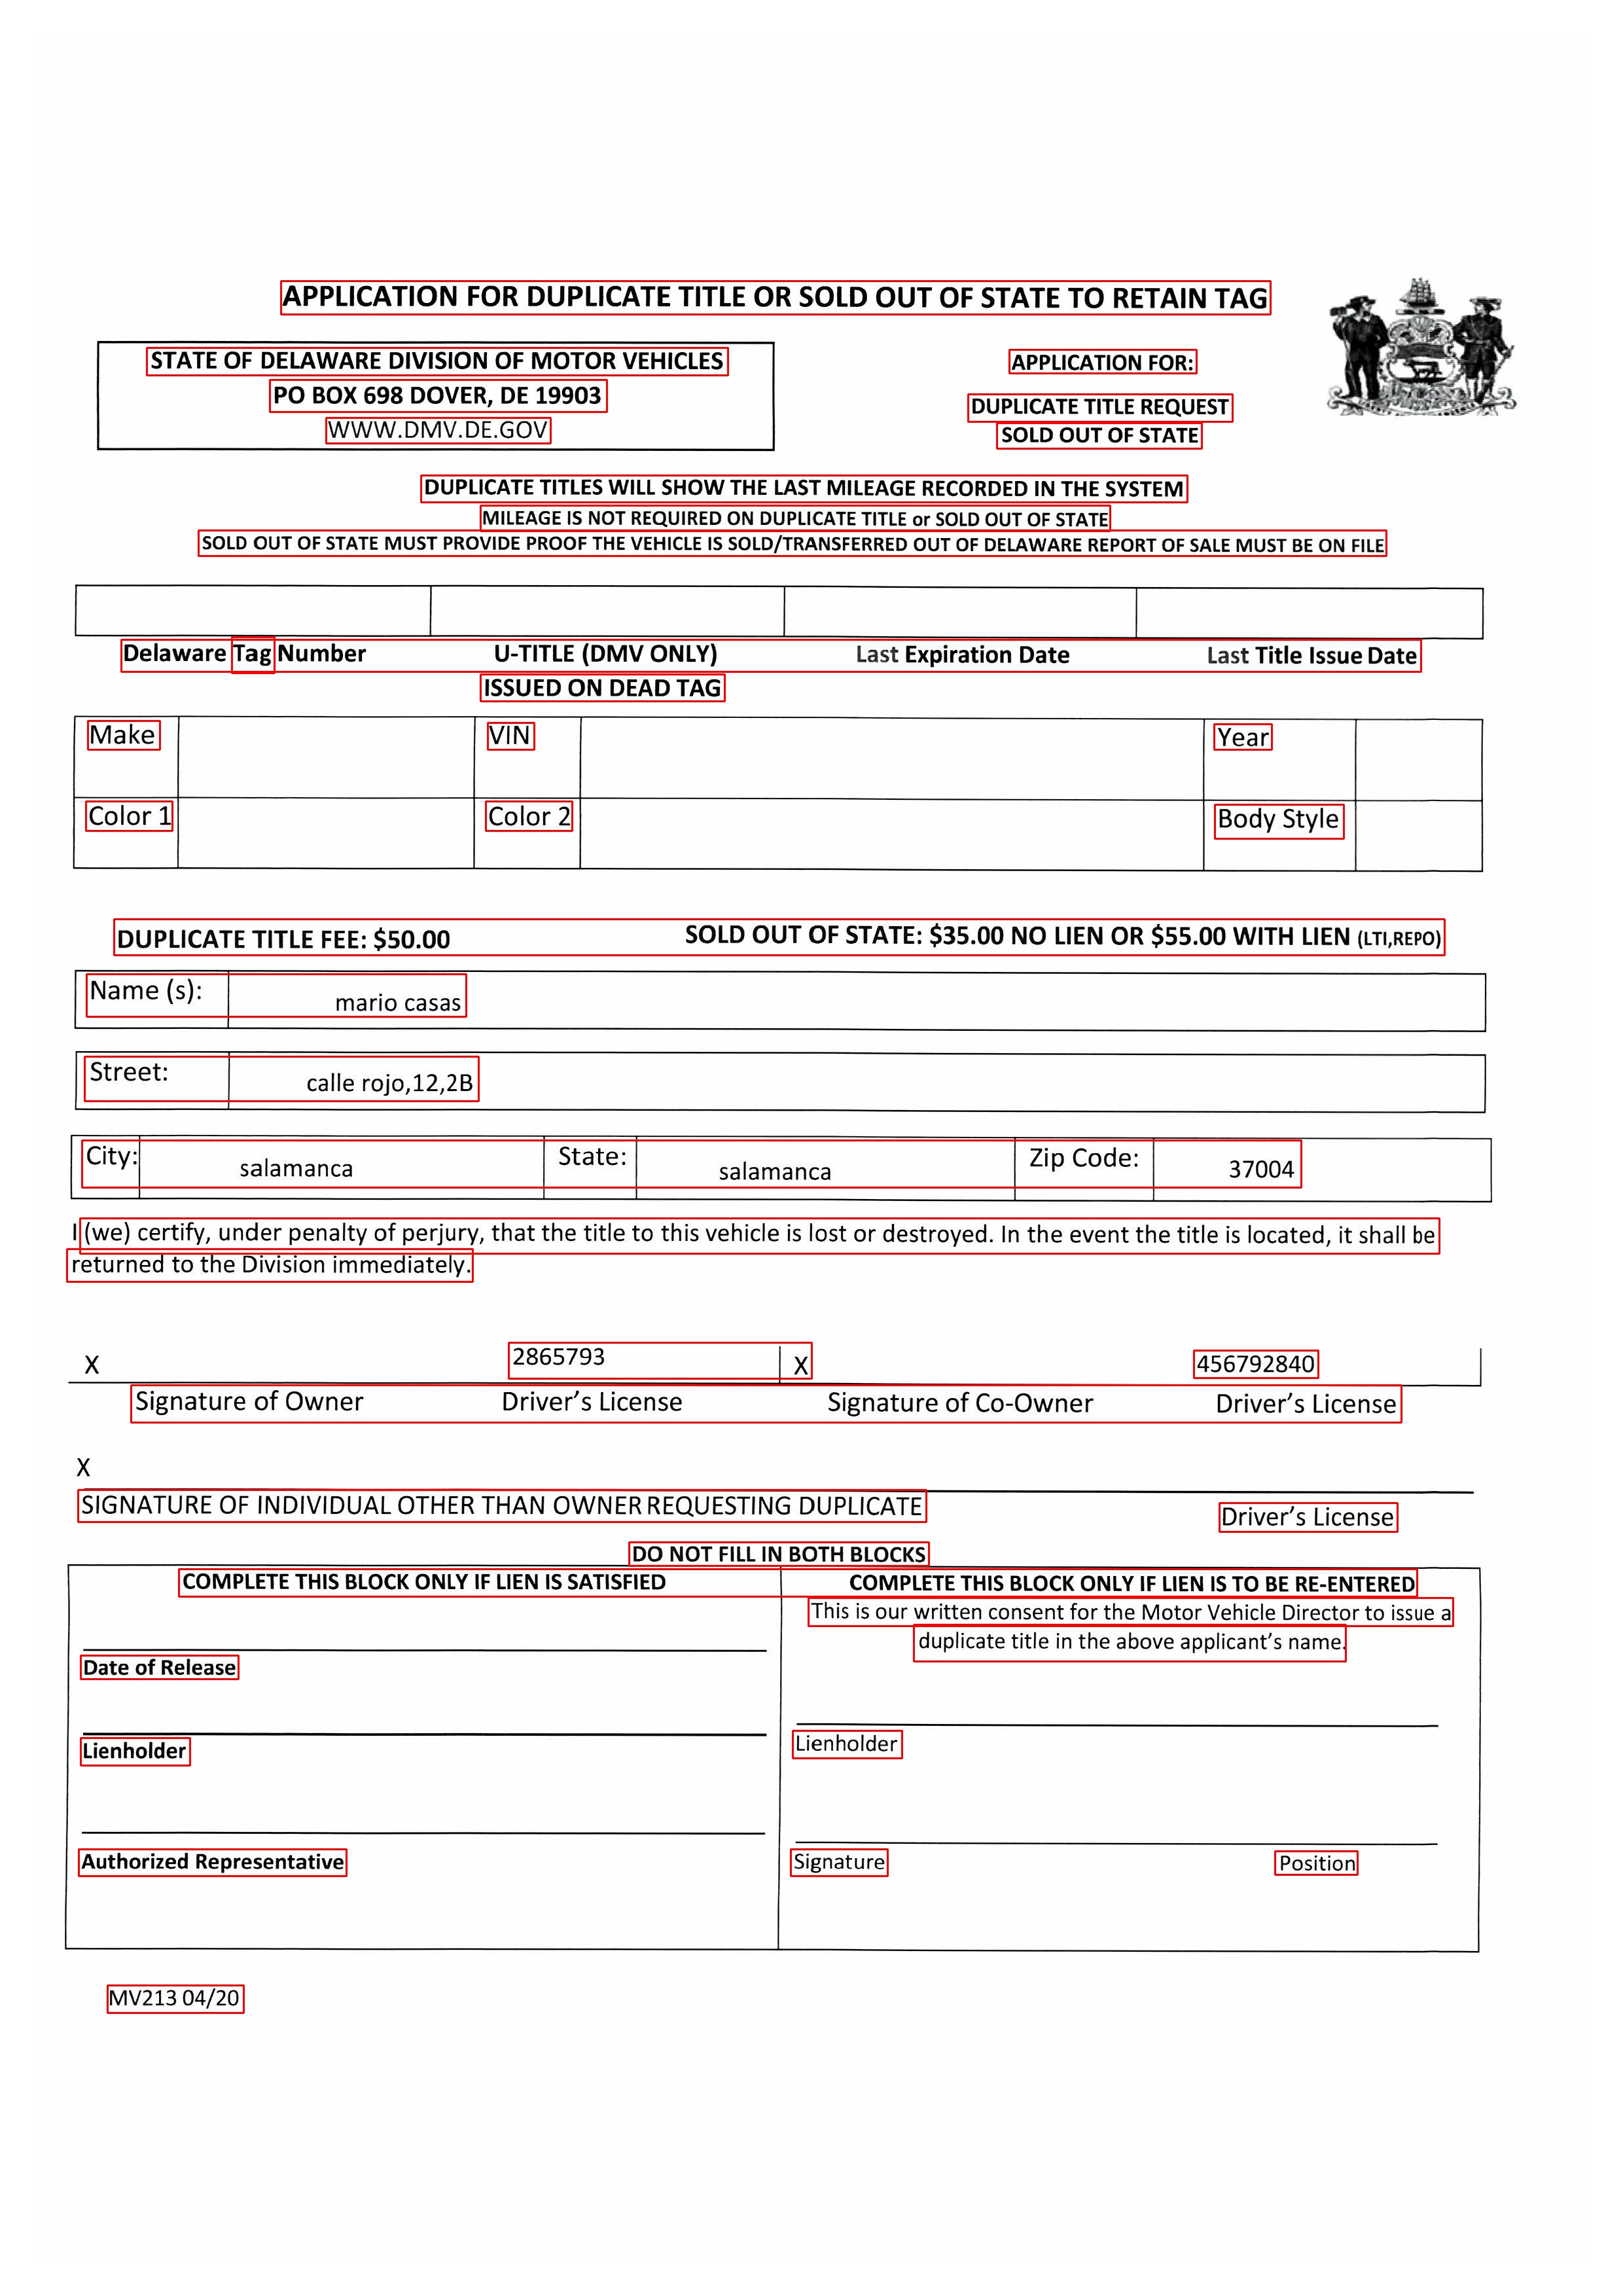 APPLICATION FOR DUPLICATE TITLE OR SOLD OUT OF STATE TO RETAIN TAG
STATE OF DELAWARE DIVISION OF MOTOR VEHICLES
PO BOX 698 DOVER, DE 19903
WWW.DMV.DE.GOV
APPLICATION FOR:
DUPLICATE TITLE REQUEST
SOLD OUT OF STATE
DUPLICATE TITLES WILL SHOW THE LAST MILEAGE RECORDED IN THE SYSTEM
MILEAGE IS NOT REQUIRED ON DUPLICATE TITLE or SOLD OUT OF STATE
SOLD OUT OF STATE MUST PROVIDE PROOF THE VEHICLE IS SOLD/TRANSFERRED OUT OF DELAWARE REPORT OF SALE MUST BE ON FILE
Delaware Tag Number U-TITLE (DMV ONLY) Last Expiration Date Last Title Issue Date
ISSUED ON DEAD TAG
Make VIN Year
Color 1 Color 2 Body Style
DUPLICATE TITLE FEE: $50.00 SOLD OUT OF STATE: $35.00 NO LIEN OR $55.00 WITH LIEN (LTI,REPO)
Name (s): mario casas
Street: calle rojo,12,2B
City: salamanca State: salamanca Zip Code: 37004
I (we) certify, under penalty of perjury, that the title to this vehicle is lost or destroyed. In the event the title is located, it shall be
returned to the Division immediately.
X 2865793 X 456792840
Signature of Owner Driver's License Signature of Co-Owner Driver's License
X
SIGNATURE OF INDIVIDUAL OTHER THAN OWNER REQUESTING DUPLICATE Driver's License
DO NOT FILL IN BOTH BLOCKS
COMPLETE THIS BLOCK ONLY IF LIEN IS SATISFIED
Date of Release
Lienholder
Authorized Representative
COMPLETE THIS BLOCK ONLY IF LIEN IS TO BE RE-ENTERED
This is our written consent for the Motor Vehicle Director to issue a
duplicate title in the above applicant's name.
Lienholder
Signature Position
MV213 04/20